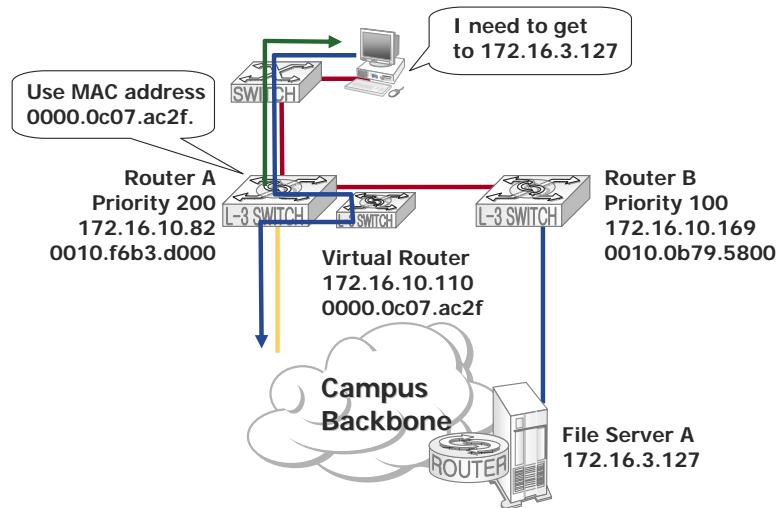 I need to get
to 172.16.3.127
SWITCH
Use MAC address
0000.0c07.ac2f.
Router A
Priority 200
172.16.10.82
0010.f6b3.d000
L-3 SWITCH
L-3 SWITCH
L-3 SWITCH
Router B
Priority 100
172.16.10.169
0010.0b79.5800
Virtual Router
172.16.10.110
0000.0c07.ac2f
Campus
Backbone
ROUTER
File Server A
172.16.3.127